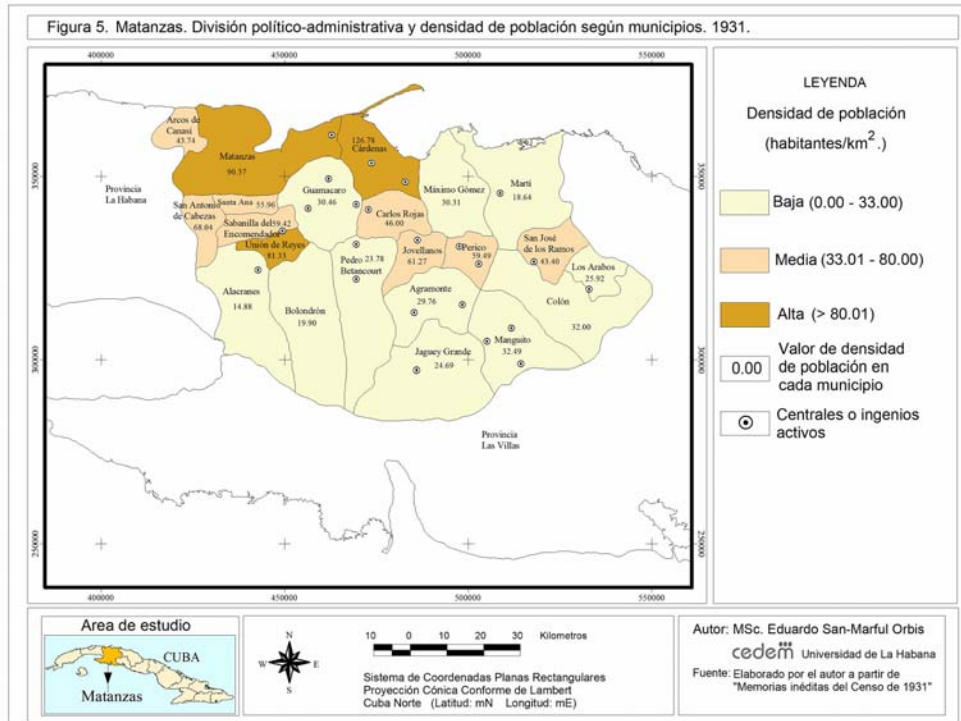 Figura 5. Matanzas. División político-administrativa y densidad de población según municipios. 1931.
400000
450000
500000
550000
350000
300000
250000
350000
300000
250000
400000
450000
500000
550000
Arcos de
Canasí
43.74
Matanzas
90.37
126.78
Cárdenas
Provincia
La Habana
Guamacaro
30.46
Máximo Gómez
30.31
Martí
18.64
San Antonio
de Cabezas
68.04
Santa Ana
55.96
Sabanilla del
Encomendador
59.42
Carlos Rojas
46.00
Unión de Reyes
81.33
Jovellanos
61.27
Perico
59.49
San José
de los Ramos
43.40
Pedro
Betancourt
23.78
Los Arabos
25.92
Alacranes
14.88
Bolondrón
19.90
Agramonte
29.76
Colón
32.00
Jaguey Grande
24.69
Manguito
32.49
Provincia
Las Villas
LEYENDA
Densidad de población
(habitantes/km².)
Baja (0.00 - 33.00)
Media (33.01 - 80.00)
Alta (> 80.01)
0.00
Valor de densidad
de población en
cada municipio
Centrales o ingenios
activos
Area de estudio
CUBA
Matanzas
N
W
E
S
10 0 10 20 30 Kilometros
Sistema de Coordenadas Planas Rectangulares
Proyección Cónica Conforme de Lambert
Cuba Norte (Latitud: mN Longitud: mE)
Autor: MSc. Eduardo San-Marful Orbis
cedem Universidad de La Habana
Fuente: Elaborado por el autor a partir de
"Memorias inéditas del Censo de 1931"